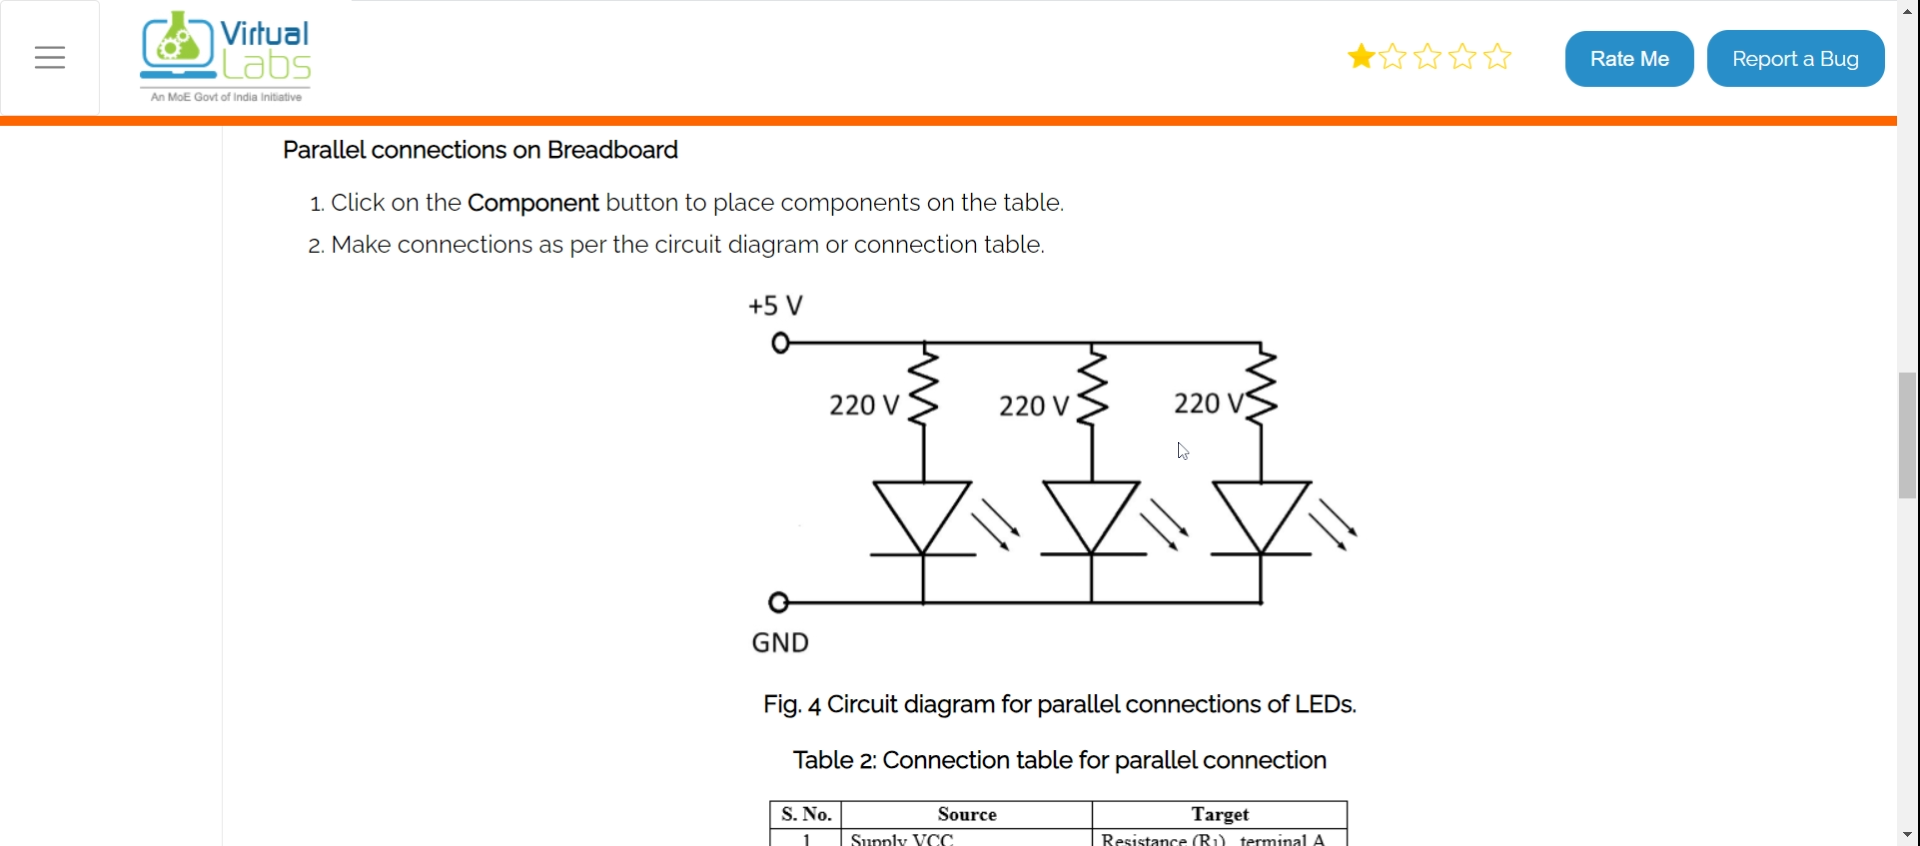 Virtual
Labs
An MoE Govt of India Initiative
Rate Me
Report a Bug
Parallel connections on Breadboard
1. Click on the Component button to place components on the table.
2. Make connections as per the circuit diagram or connection table.
+5 V
220 V
220 V
220 V
GND
Fig. 4 Circuit diagram for parallel connections of LEDs.
Table 2: Connection table for parallel connection
S. No. Source Target
1 Supply VCC Resistance (R1) terminal A